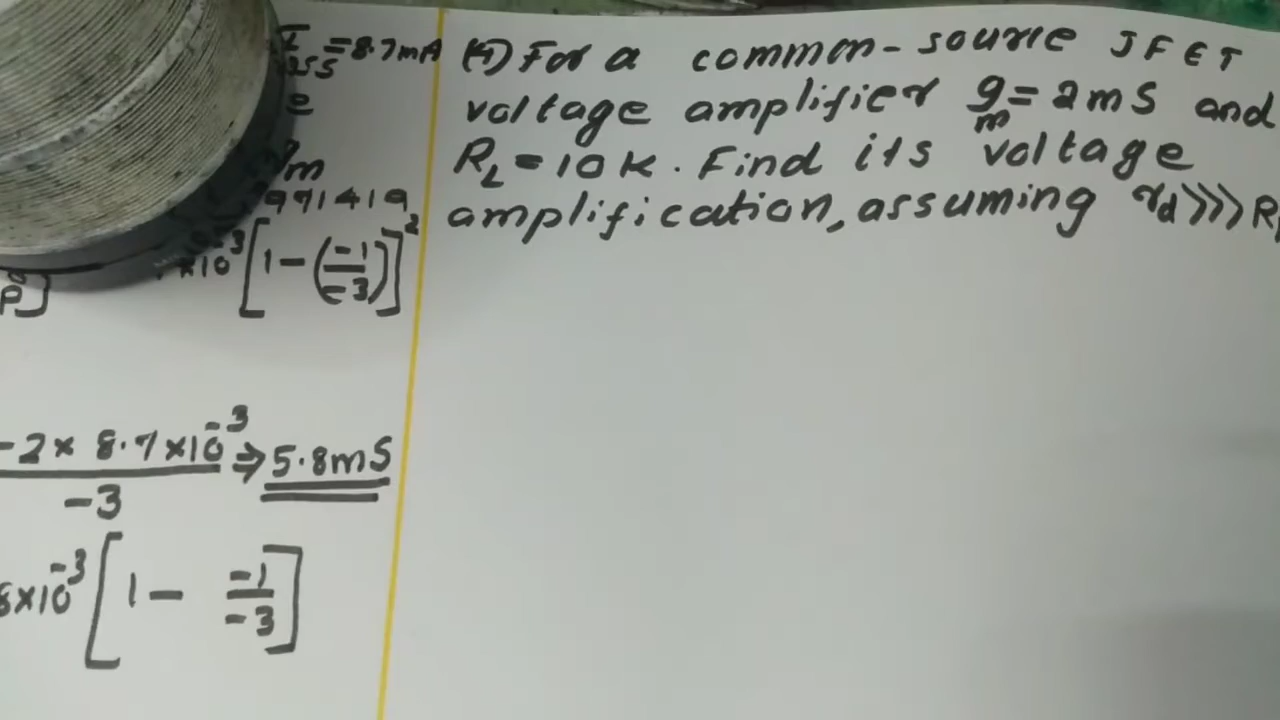 =8.7mA
e
m
971419
×10⁻³[1-(-1/-3)]²
P]
-2× 8.7×10⁻³/-3 ⇒ 5.8mS
8×10⁻³[1- -1/-3]
(4) For a common-source JFET
voltage amplifier gm=2mS and
RL=10K. Find its voltage
amplification, assuming rd>>>R